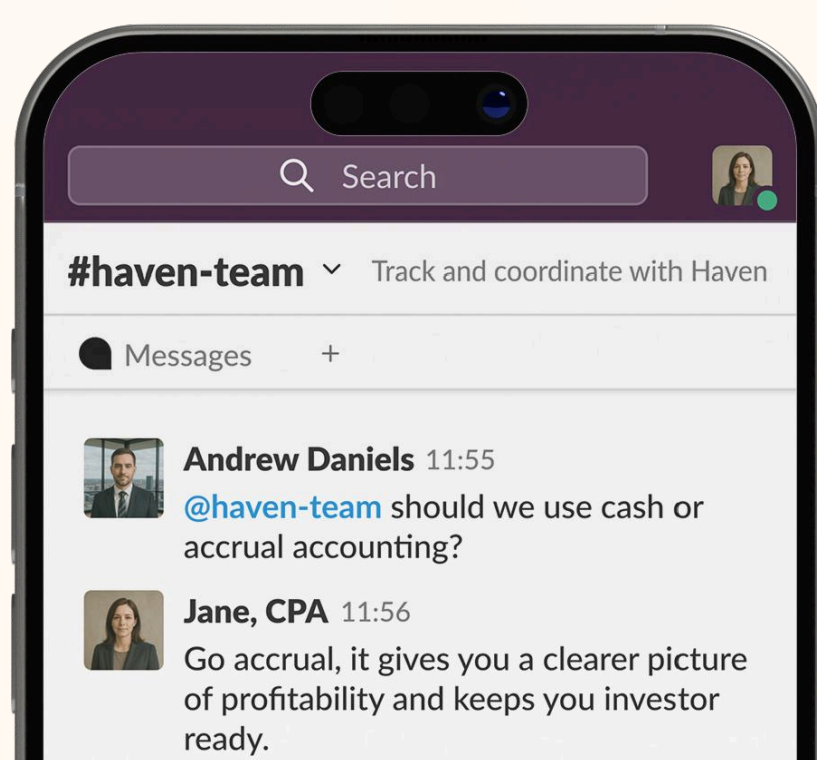 Search
#haven-team Track and coordinate with Haven
Messages +
Andrew Daniels 11:55
@haven-team should we use cash or
accrual accounting?
Jane, CPA 11:56
Go accrual, it gives you a clearer picture
of profitability and keeps you investor
ready.